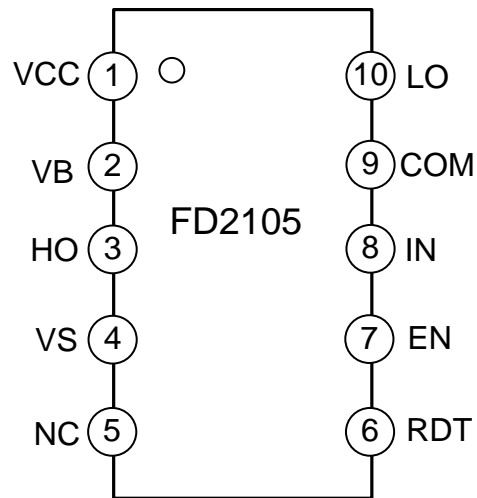 VCC 1 10 LO
VB 2 9 COM
FD2105
HO 3 8 IN
VS 4 7 EN
NC 5 6 RDT